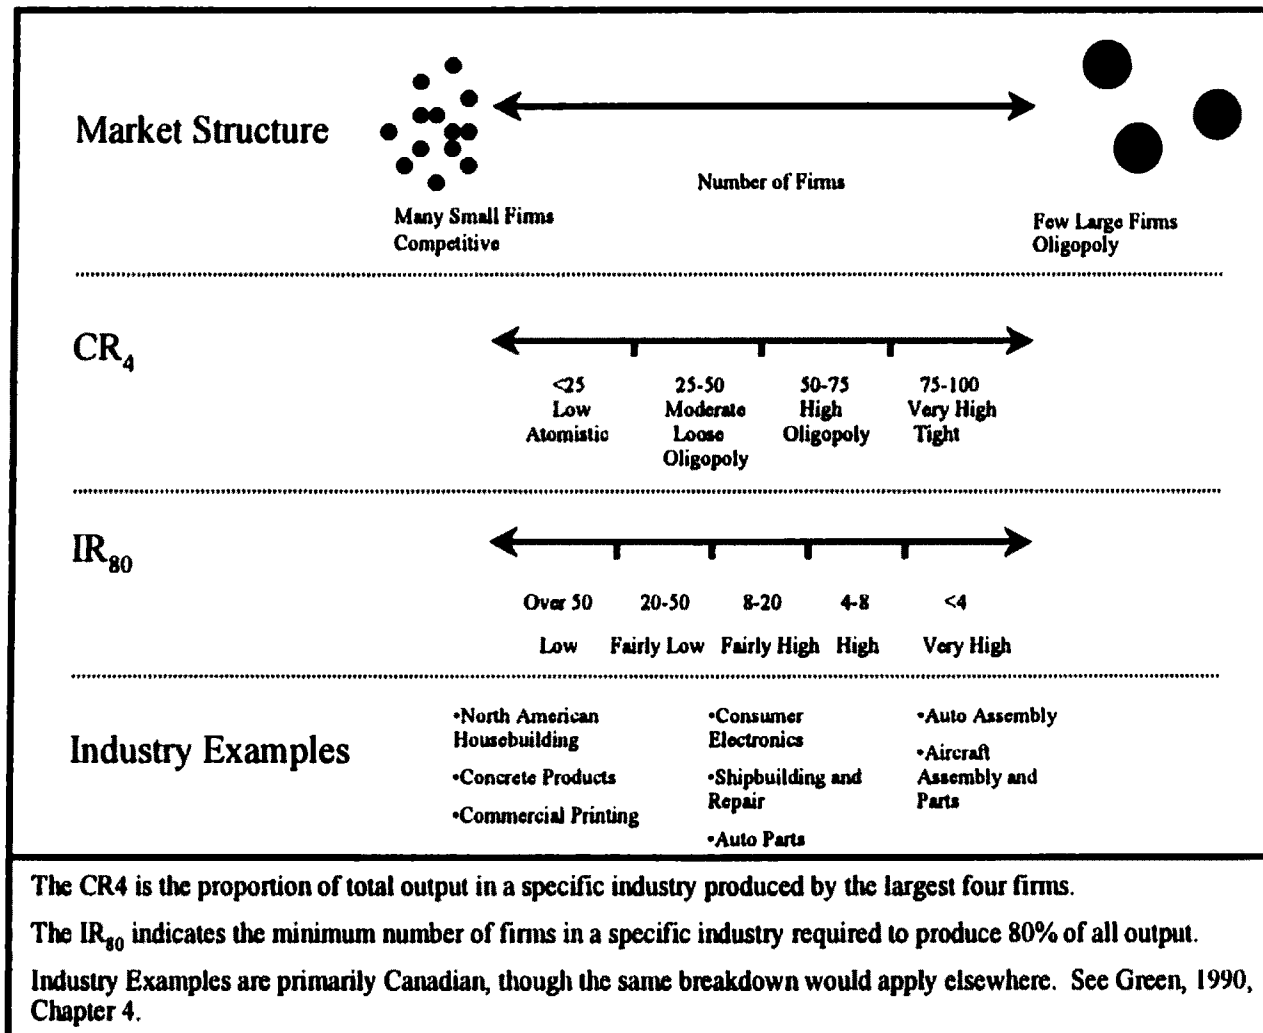 Market Structure
Number of Firms
Many Small Firms
Competitive
Few Large Firms
Oligopoly
CR4
<25
Low
Atomistic
25-50
Moderate
Loose
Oligopoly
50-75
High
Oligopoly
75-100
Very High
Tight
IR80
Over 50
Low
20-50
Fairly Low
8-20
Fairly High
4-8
High
<4
Very High
Industry Examples
•North American
Housebuilding
•Concrete Products
•Commercial Printing
•Consumer
Electronics
•Shipbuilding and
Repair
•Auto Parts
•Auto Assembly
•Aircraft
Assembly and
Parts
The CR4 is the proportion of total output in a specific industry produced by the largest four firms.
The IR80 indicates the minimum number of firms in a specific industry required to produce 80% of all output.
Industry Examples are primarily Canadian, though the same breakdown would apply elsewhere. See Green, 1990,
Chapter 4.